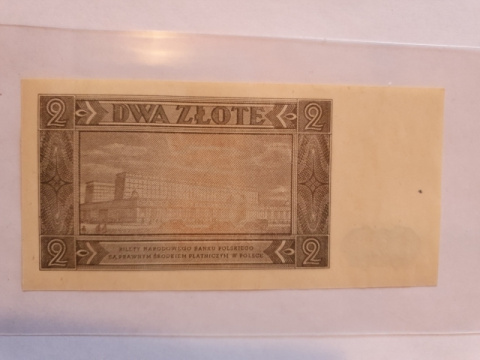 2 DWA ZŁOTE 2
2 BILETY NARODOWEGO BANKU POLSKIEGO 2
SĄ PRAWNYM ŚRODKIEM PŁATNICZYM W POLSCE